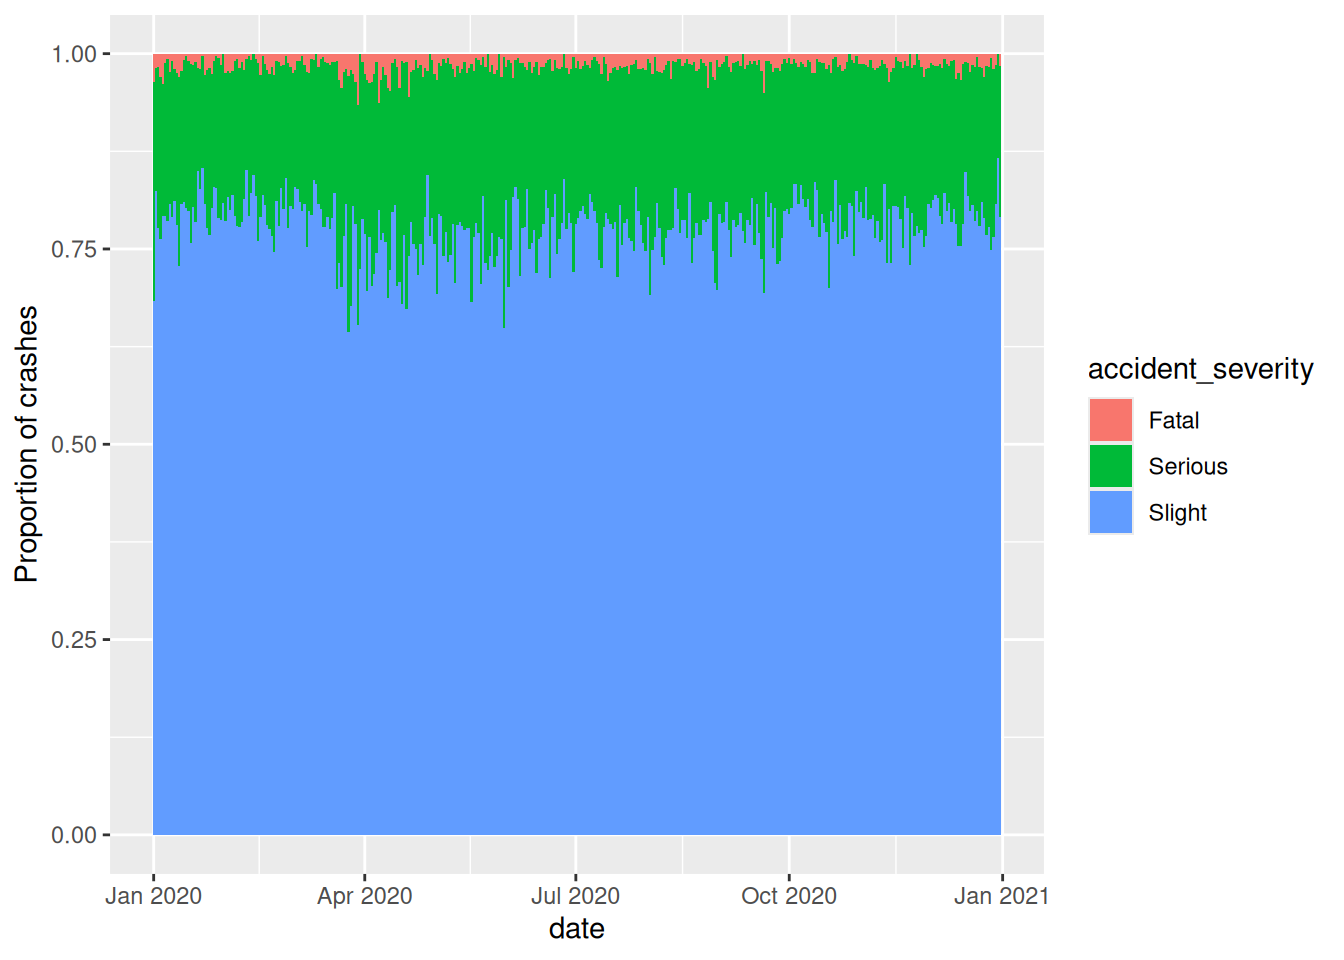 1.00
0.75
0.50
0.25
0.00
Proportion of crashes
Jan 2020
Apr 2020
Jul 2020
Oct 2020
Jan 2021
date
accident_severity
Fatal
Serious
Slight